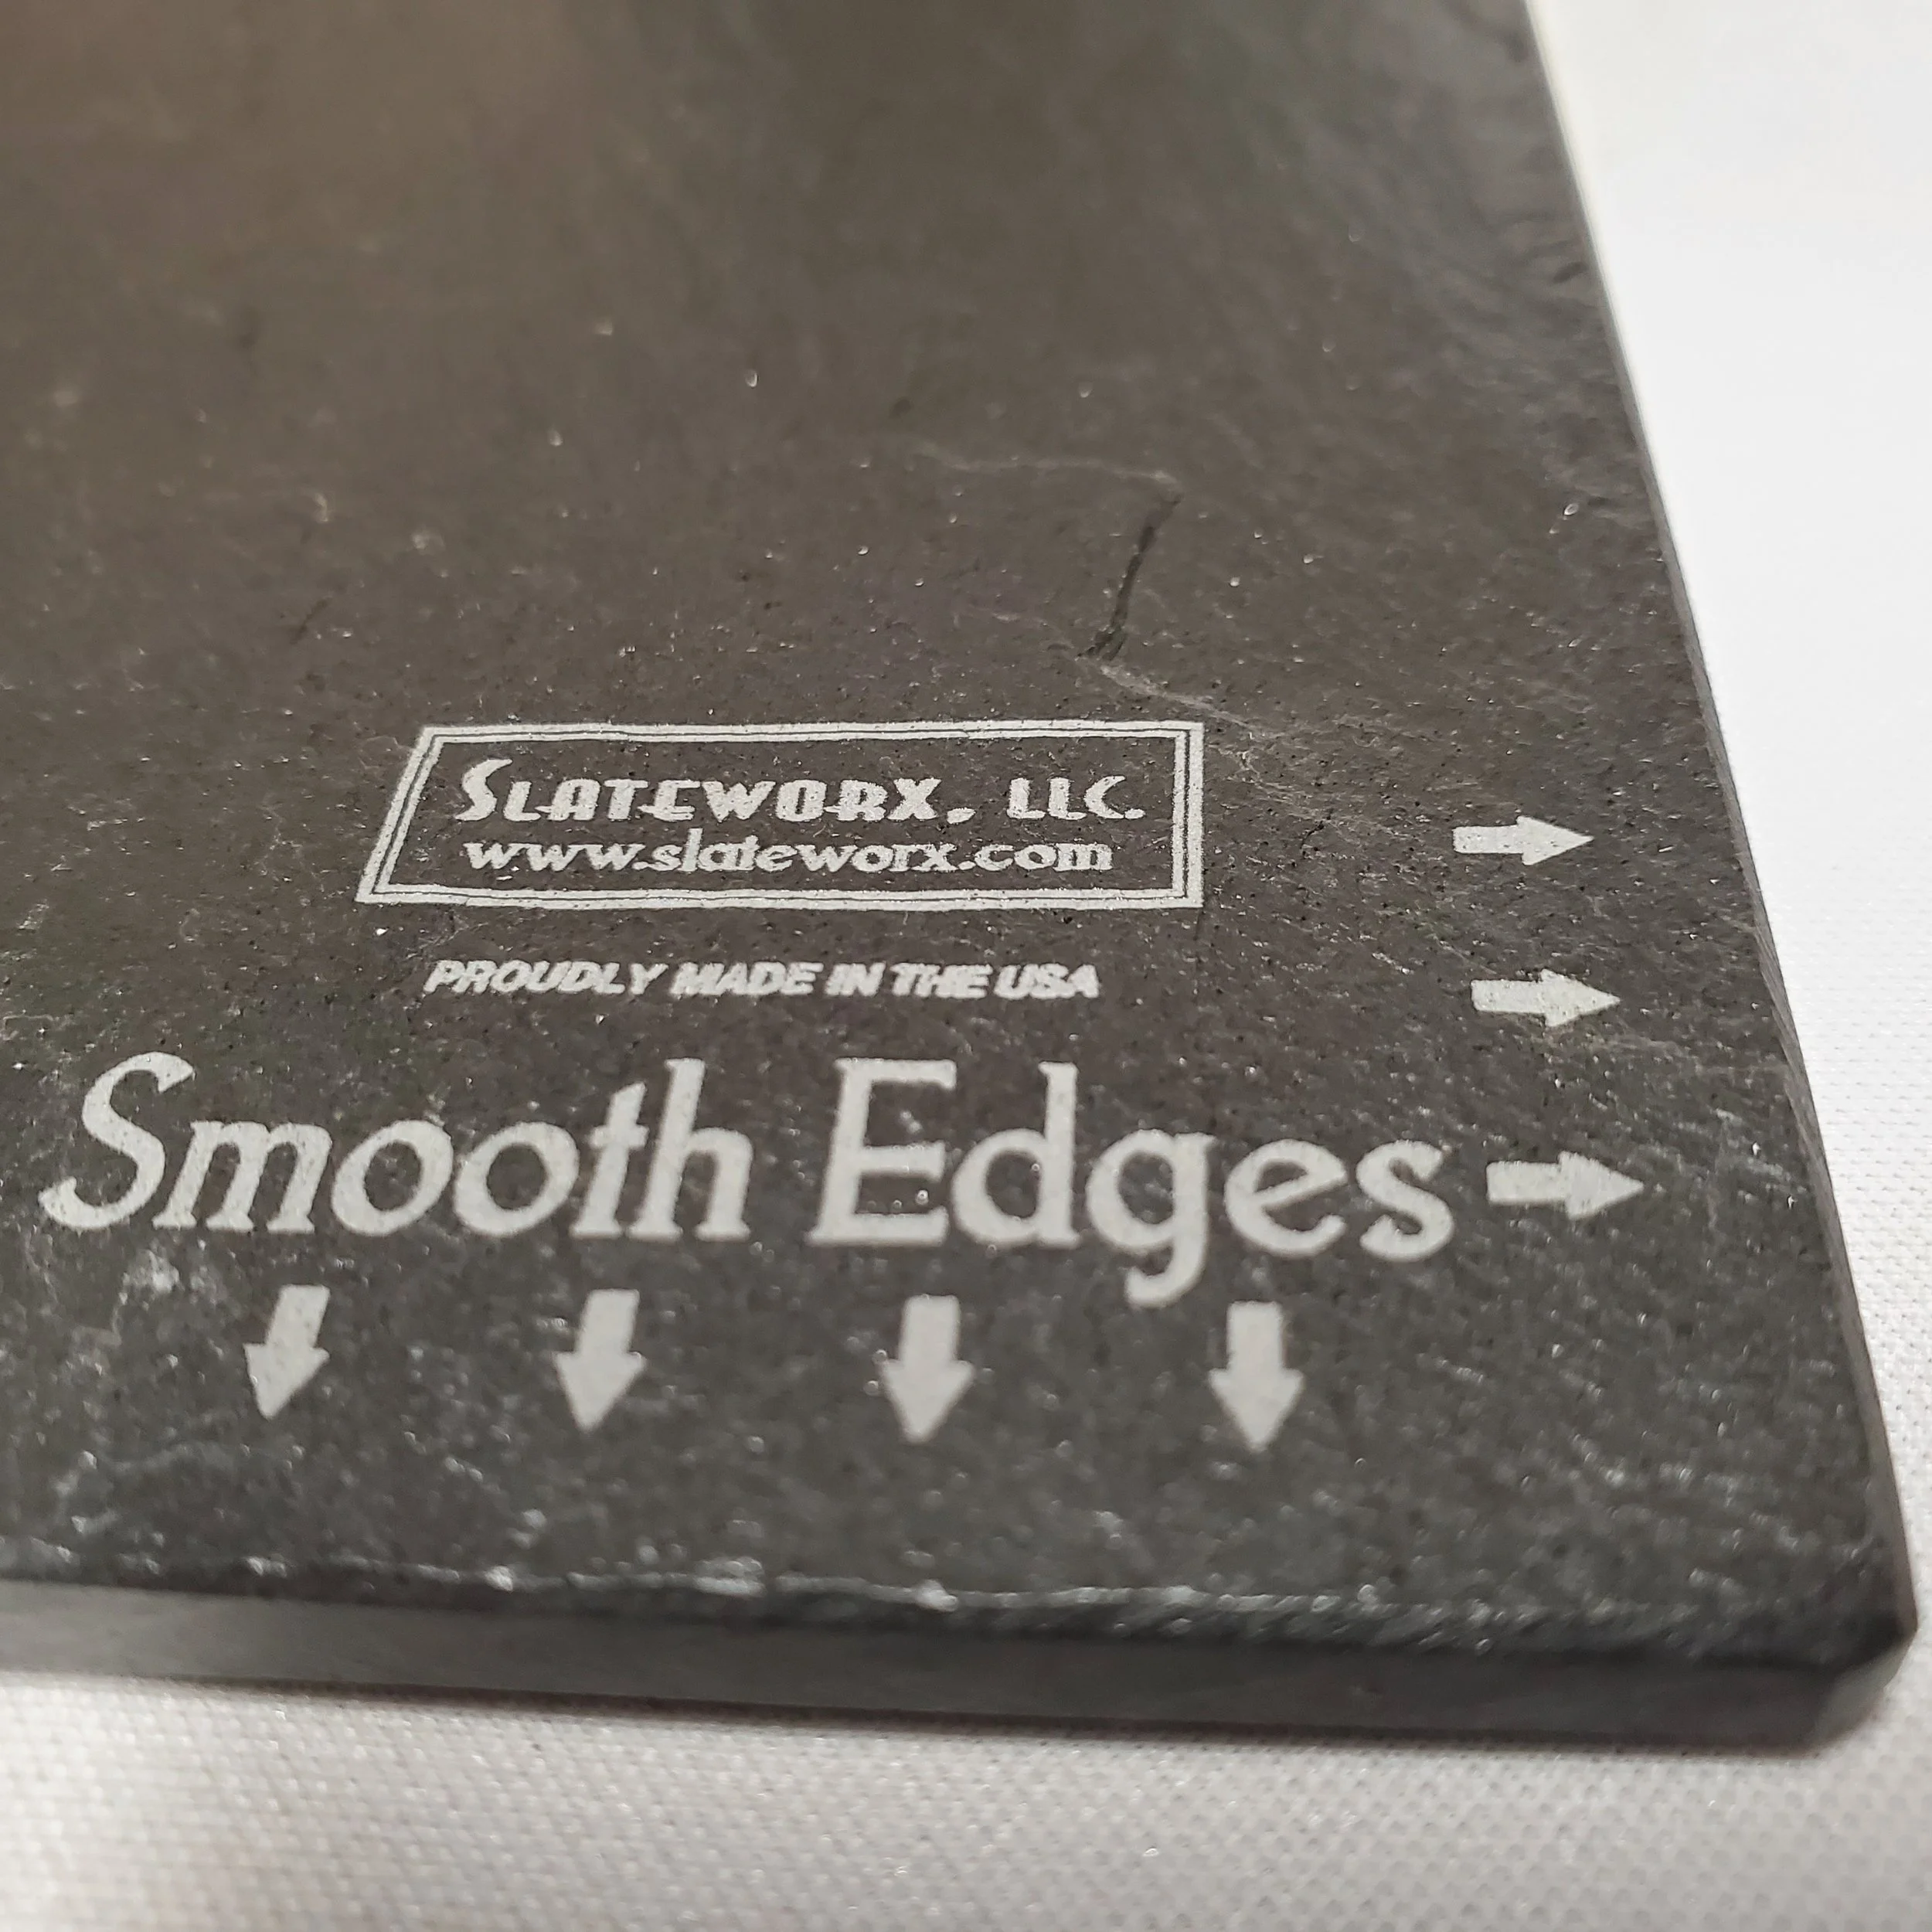 SLATEWORX, LLC.
www.slateworx.com
PROUDLY MADE IN THE USA
Smooth Edges